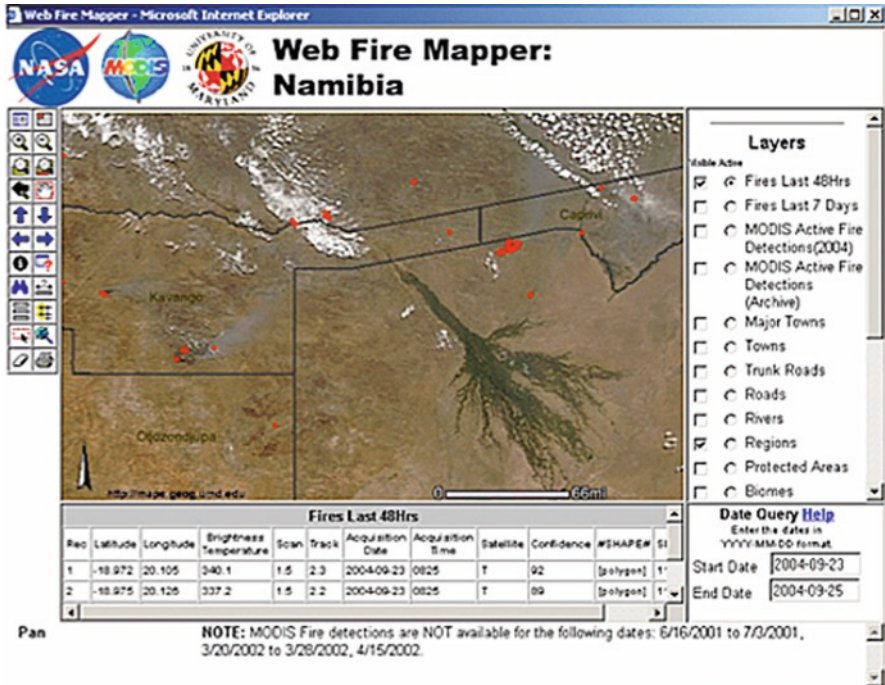 Web Fire Mapper - Microsoft Internet Explorer
NASA
MODIS
UNIVERSITY OF
18 56
MARYLAND
Web Fire Mapper:
Namibia
Caprivi
Kavango
Otjozondjupa
http://maps.geog.umd.edu
0 66mi
Layers
Visible Active
Fires Last 48Hrs
Fires Last 7 Days
MODIS Active Fire
Detections(2004)
MODIS Active Fire
Detections
(Archive)
Major Towns
Towns
Trunk Roads
Roads
Rivers
Regions
Protected Areas
Biomes
Fires Last 48Hrs
Rec Latitude Longitude Brightness Temperature Scan Track Acquisition Date Acquisition Time Satellite Confidence #SHAPE#
1 -18.972 20.105 340.1 1.5 2.3 2004-09-23 0825 T 92 [polygon]
2 -18.975 20.126 337.2 1.5 2.2 2004-09-23 0825 T 89 [polygon]
Date Query Help
Enter the dates in
YYYY-MM-DD format.
Start Date 2004-09-23
End Date 2004-09-25
Pan
NOTE: MODIS Fire detections are NOT available for the following dates: 6/16/2001 to 7/3/2001,
3/20/2002 to 3/28/2002, 4/15/2002.